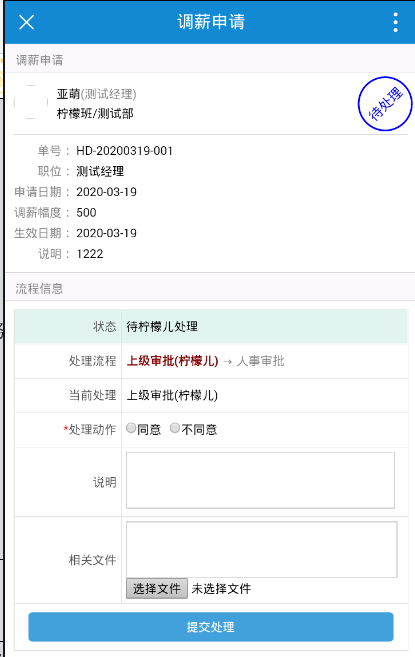 调薪申请
调薪申请
亚萌(测试经理)
柠檬班/测试部
待处理
单号： HD-20200319-001
职位： 测试经理
申请日期： 2020-03-19
调薪幅度： 500
生效日期： 2020-03-19
说明： 1222
流程信息
状态 待柠檬儿处理
处理流程 上级审批(柠檬儿) → 人事审批
当前处理 上级审批(柠檬儿)
*处理动作 同意 不同意
说明
相关文件
选择文件 未选择文件
提交处理